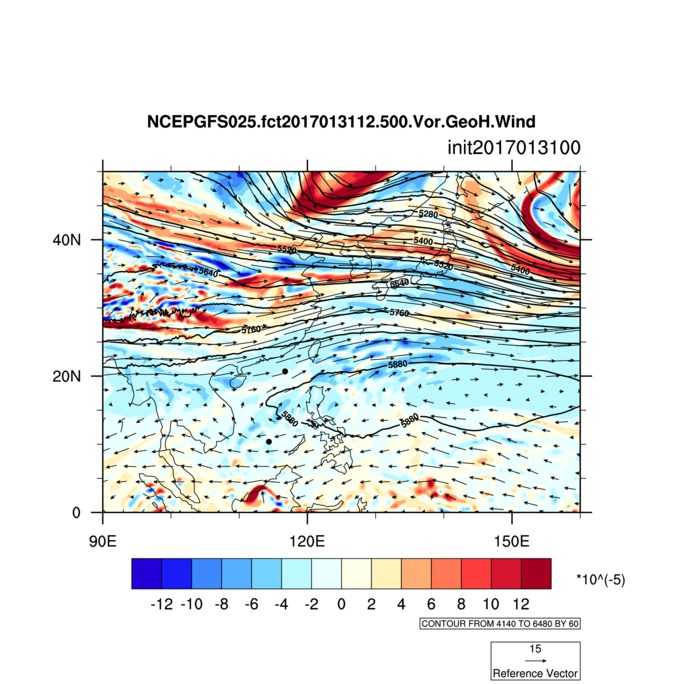 NCEPGFS025.fct2017013112.500.Vor.GeoH.Wind
init2017013100
5280
40N
5400
5520
5520
5400
5640
5640
5760
5760
5880
20N
5880
5880
0
90E 120E 150E
-12 -10 -8 -6 -4 -2 0 2 4 6 8 10 12
*10^(-5)
CONTOUR FROM 4140 TO 6480 BY 60
15
Reference Vector